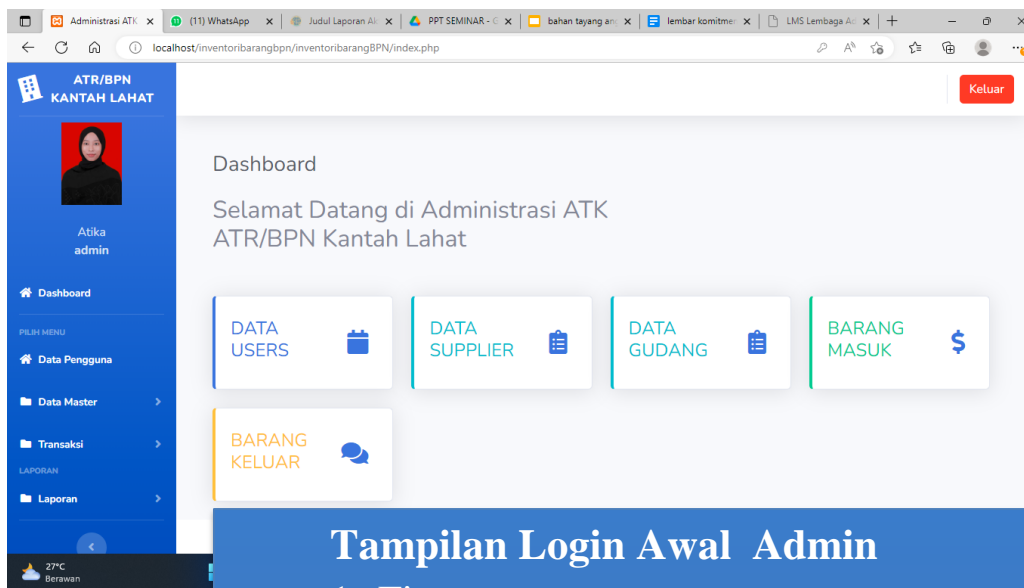 Administrasi ATK
(11) WhatsApp
Judul Laporan Ak
PPT SEMINAR - G
bahan tayang an
lembar komitmen
LMS Lembaga Ad
localhost/inventoribarangbpn/inventoribarangBPN/index.php
ATR/BPN
KANTAH LAHAT
Keluar
Atika
admin
Dashboard
PILIH MENU
Data Pengguna
Data Master
Transaksi
LAPORAN
Laporan
Dashboard
Selamat Datang di Administrasi ATK
ATR/BPN Kantah Lahat
DATA
USERS
DATA
SUPPLIER
DATA
GUDANG
BARANG
MASUK
BARANG
KELUAR
Tampilan Login Awal Admin
27°C
Berawan